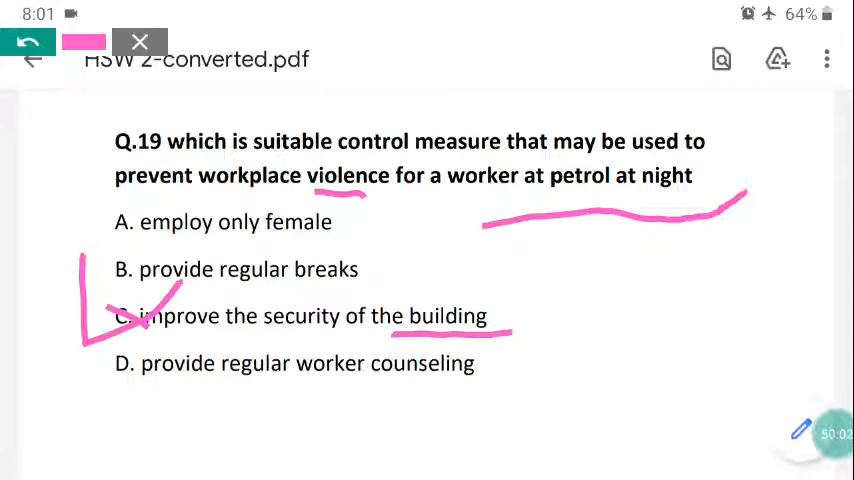 8:01
64%
HSW 2-converted.pdf
Q.19 which is suitable control measure that may be used to
prevent workplace violence for a worker at petrol at night
A. employ only female
B. provide regular breaks
C. improve the security of the building
D. provide regular worker counseling
50:02